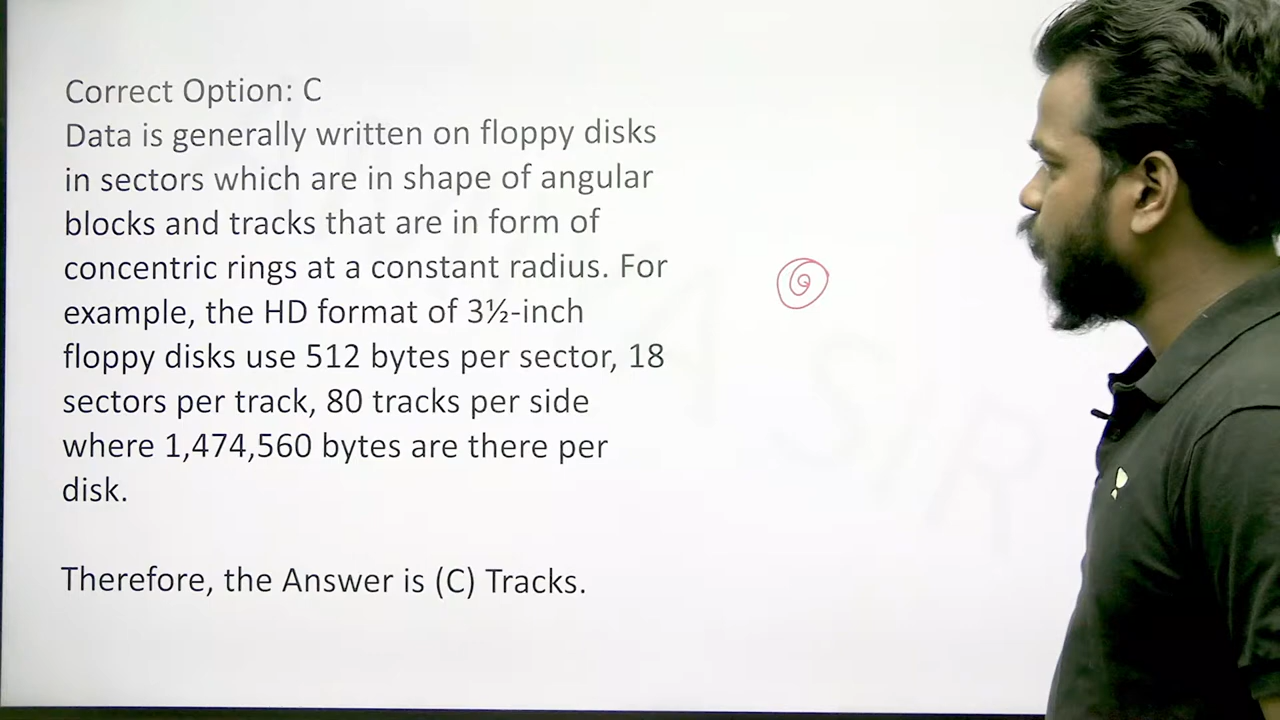 Correct Option: C
Data is generally written on floppy disks
in sectors which are in shape of angular
blocks and tracks that are in form of
concentric rings at a constant radius. For
example, the HD format of 3½-inch
floppy disks use 512 bytes per sector, 18
sectors per track, 80 tracks per side
where 1,474,560 bytes are there per
disk.
Therefore, the Answer is (C) Tracks.
SIR